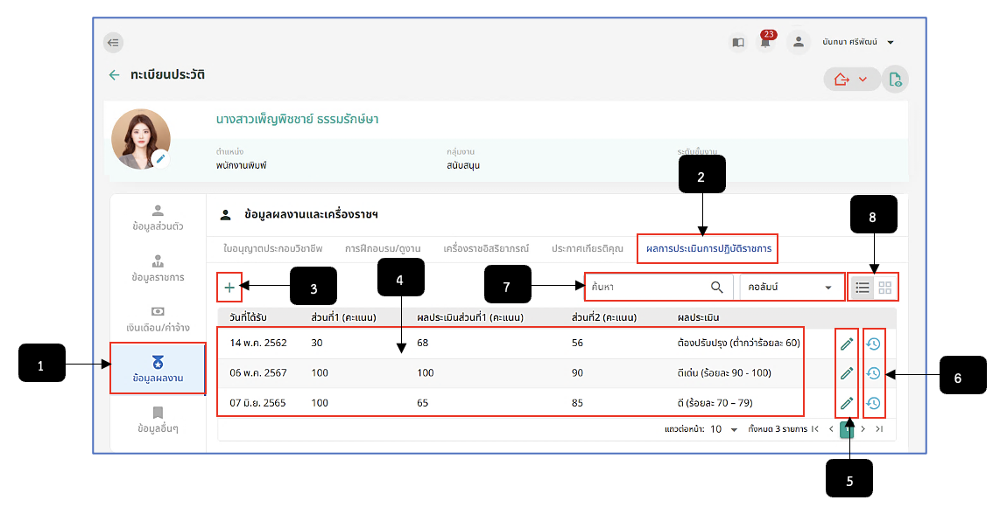 23
นันทนา ศรีพัฒน์
ทะเบียนประวัติ
นางสาวเพ็ญพิชชาย์ ธรรมรักษ์ษา
ตำแหน่ง กลุ่มงาน ระดับชั้นงาน
พนักงานพิมพ์ สนับสนุน
2
8
ข้อมูลส่วนตัว
ข้อมูลผลงานและเครื่องราชฯ
ใบอนุญาตประกอบวิชาชีพ การฝึกอบรม/ดูงาน เครื่องราชอิสริยาภรณ์ ประกาศเกียรติคุณ ผลการประเมินการปฏิบัติราชการ
ข้อมูลราชการ
+ 3 4 7 ค้นหา คอลัมน์
เงินเดือน/ค่าจ้าง
วันที่ได้รับ ส่วนที่1 (คะแนน) ผลประเมินส่วนที่1 (คะแนน) ส่วนที่2 (คะแนน) ผลประเมิน
14 พ.ค. 2562 30 68 56 ต้องปรับปรุง (ต่ำกว่าร้อยละ 60)
1
ข้อมูลผลงาน
06 พ.ค. 2567 100 100 90 ดีเด่น (ร้อยละ 90 - 100)
6
07 มิ.ย. 2565 100 65 85 ดี (ร้อยละ 70 – 79)
ข้อมูลอื่นๆ
แถวต่อหน้า: 10 ทั้งหมด 3 รายการ 1
5